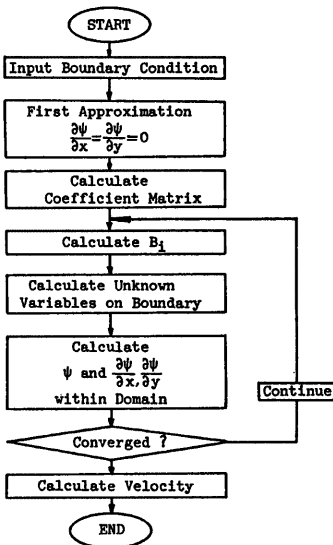 START
Input Boundary Condition
First Approximation
∂ψ/∂x=∂ψ/∂y=0
Calculate
Coefficient Matrix
Calculate Bi
Calculate Unknown
Variables on Boundary
Calculate
ψ and ∂ψ/∂x, ∂ψ/∂y
within Domain
Continue
Converged ?
Calculate Velocity
END